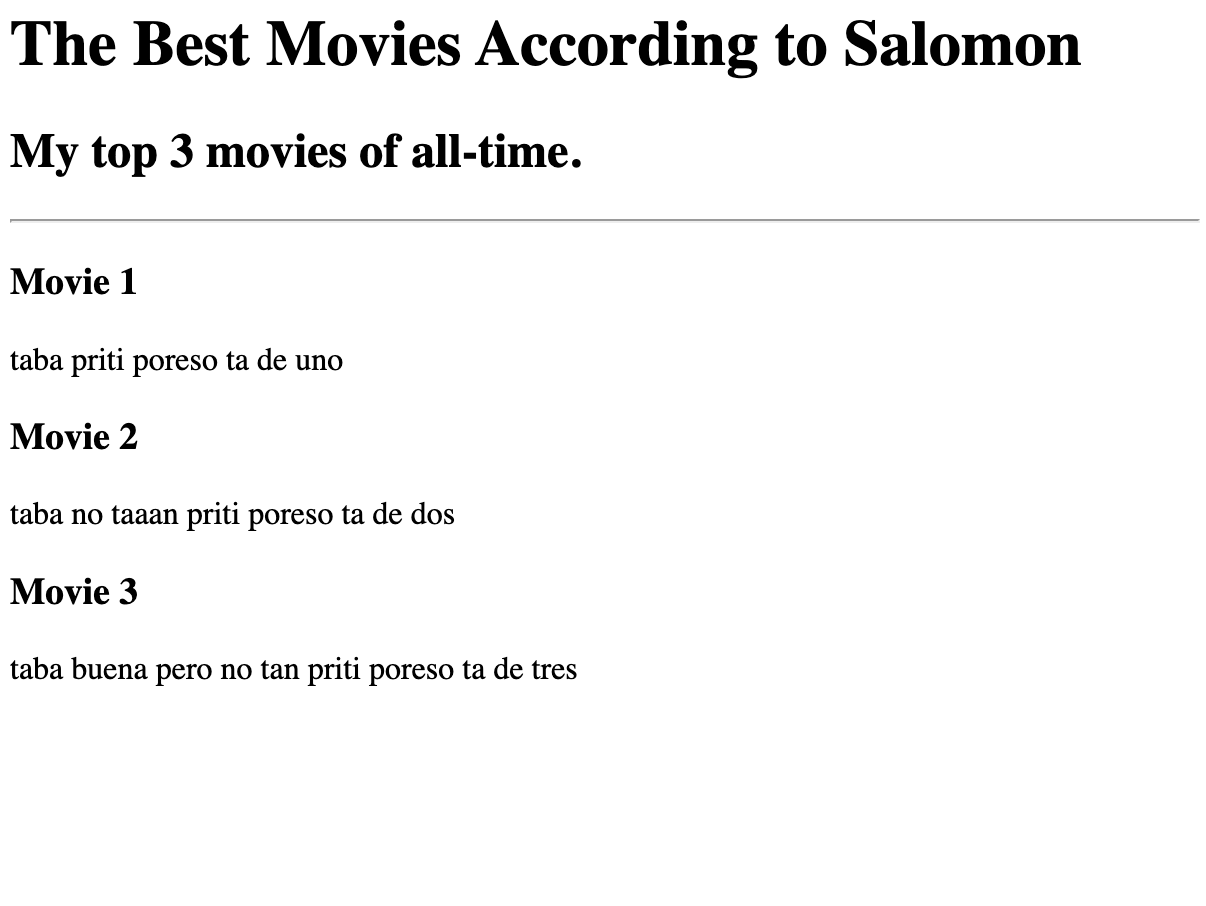 The Best Movies According to Salomon
My top 3 movies of all-time.
Movie 1
taba priti poreso ta de uno
Movie 2
taba no taaan priti poreso ta de dos
Movie 3
taba buena pero no tan priti poreso ta de tres